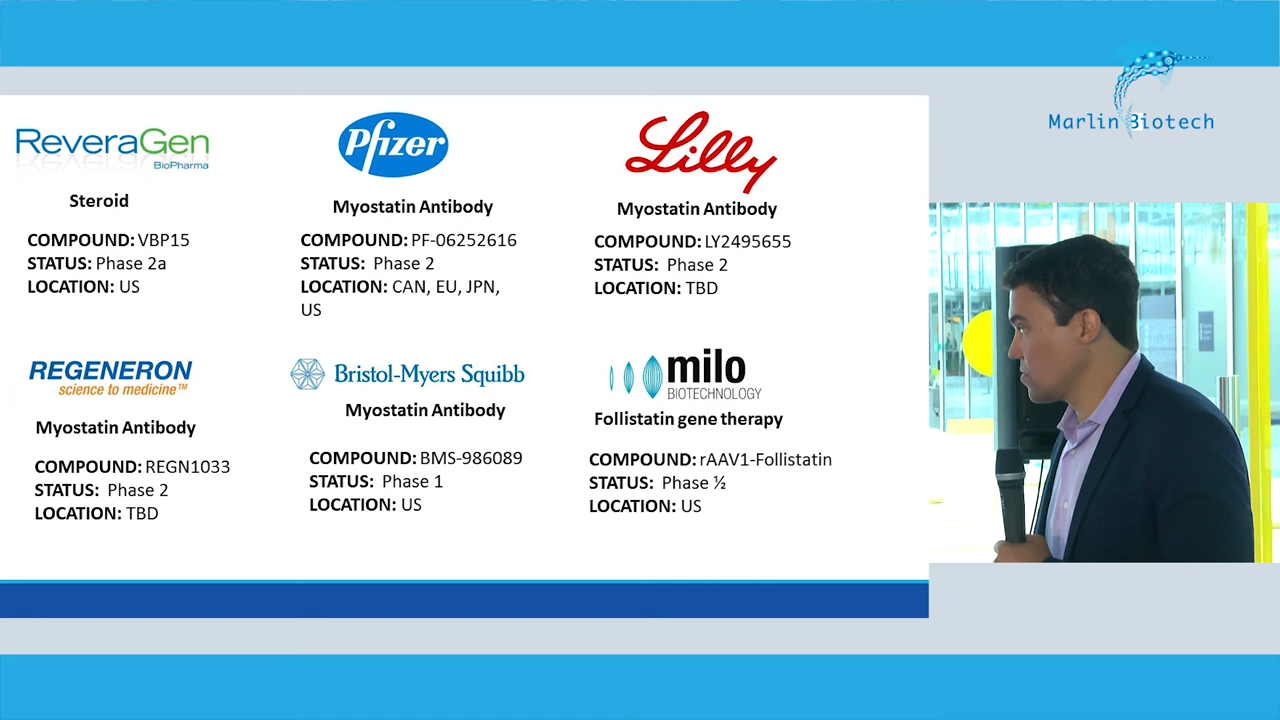 Marlin Biotech
ReveraGen
BioPharma
Steroid
COMPOUND: VBP15
STATUS: Phase 2a
LOCATION: US
Pfizer
Myostatin Antibody
COMPOUND: PF-06252616
STATUS: Phase 2
LOCATION: CAN, EU, JPN,
US
Lilly
Myostatin Antibody
COMPOUND: LY2495655
STATUS: Phase 2
LOCATION: TBD
REGENERON
science to medicine™
Myostatin Antibody
COMPOUND: REGN1033
STATUS: Phase 2
LOCATION: TBD
Bristol-Myers Squibb
Myostatin Antibody
COMPOUND: BMS-986089
STATUS: Phase 1
LOCATION: US
milo
BIOTECHNOLOGY
Follistatin gene therapy
COMPOUND: rAAV1-Follistatin
STATUS: Phase ½
LOCATION: US